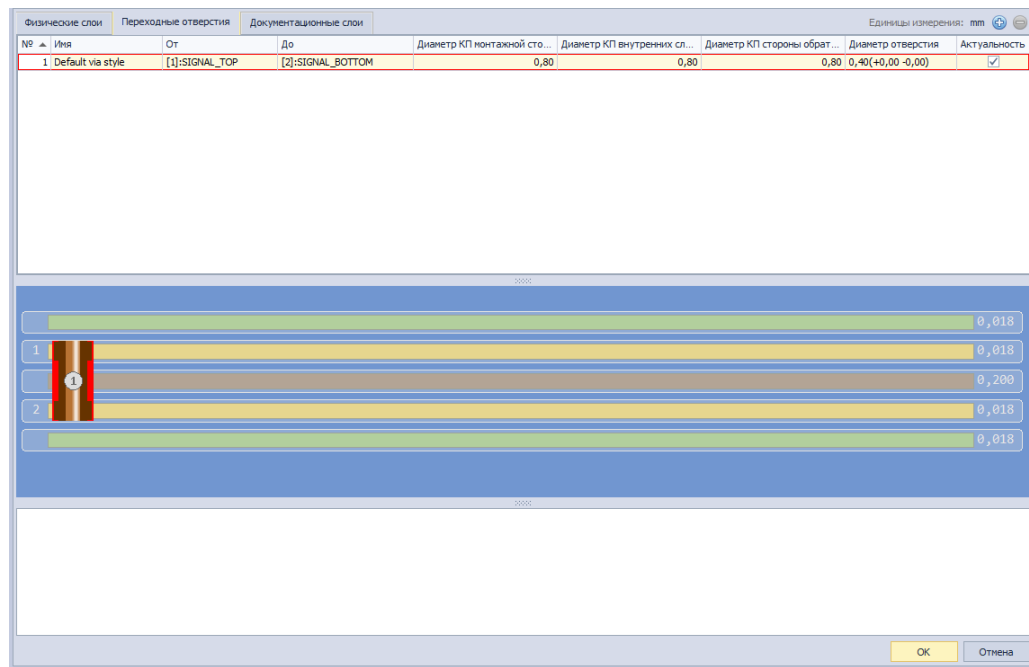 Физические слои Переходные отверстия Документационные слои Единицы измерения: mm
№ Имя От До Диаметр КП монтажной сто... Диаметр КП внутренних сл... Диаметр КП стороны обрат... Диаметр отверстия Актуальность
1 Default via style [1]:SIGNAL_TOP [2]:SIGNAL_BOTTOM 0,80 0,80 0,80 0,40(+0,00 -0,00)
0,018
1 0,018
1 0,200
2 0,018
0,018
OK Отмена